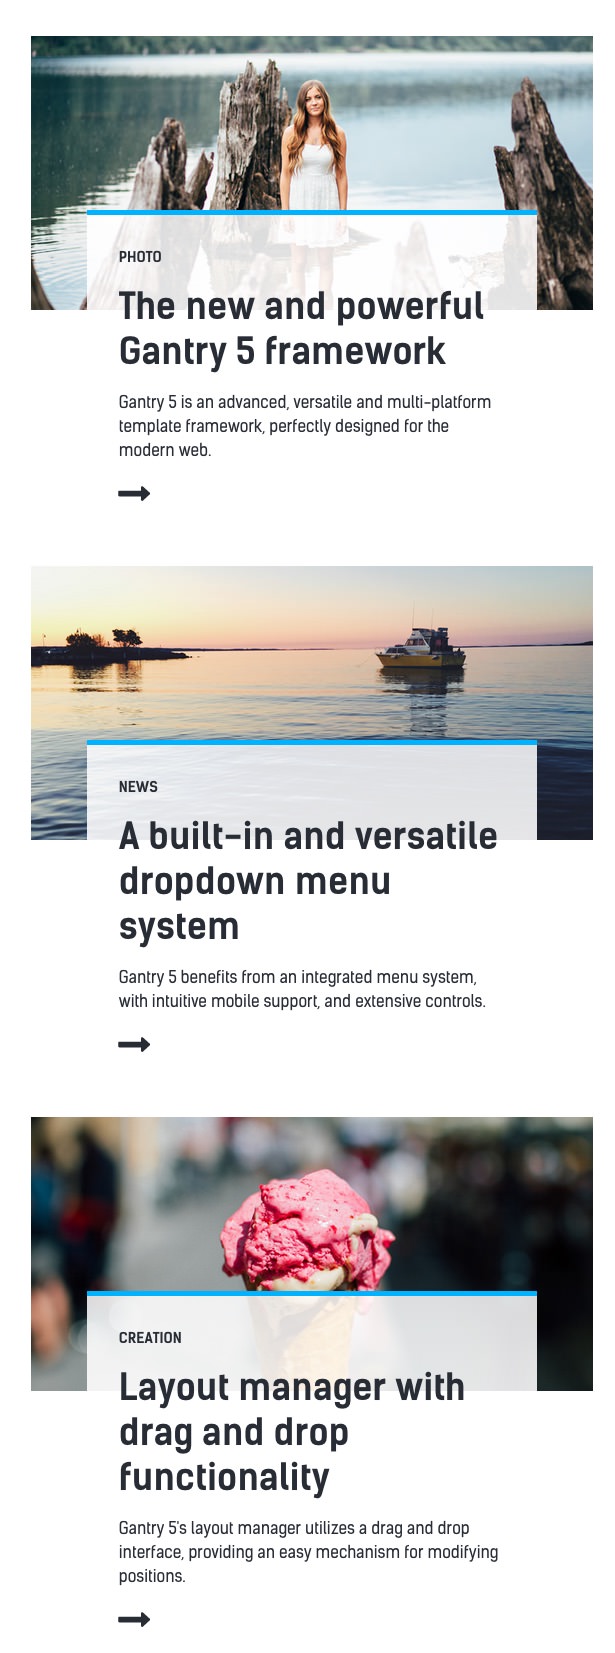 PHOTO
The new and powerful
Gantry 5 framework
Gantry 5 is an advanced, versatile and multi-platform
template framework, perfectly designed for the
modern web.
NEWS
A built-in and versatile
dropdown menu
system
Gantry 5 benefits from an integrated menu system,
with intuitive mobile support, and extensive controls.
CREATION
Layout manager with
drag and drop
functionality
Gantry 5's layout manager utilizes a drag and drop
interface, providing an easy mechanism for modifying
positions.